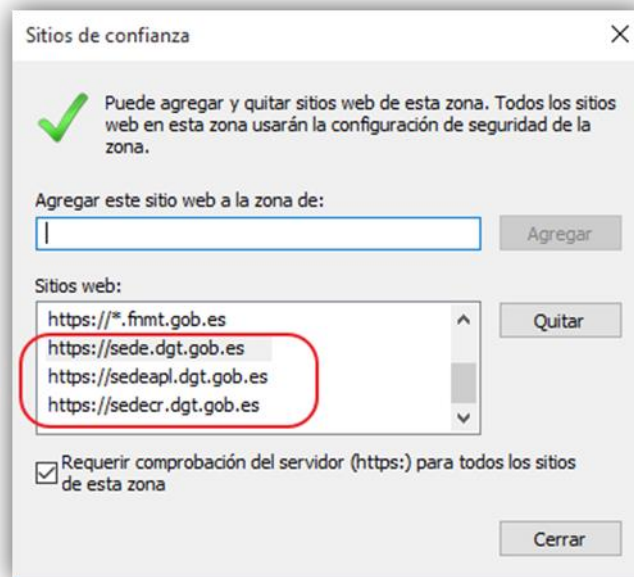 Sitios de confianza
Puede agregar y quitar sitios web de esta zona. Todos los sitios
web en esta zona usarán la configuración de seguridad de la
zona.
Agregar este sitio web a la zona de:
Agregar
Sitios web:
https://*.fnmt.gob.es
Quitar
https://sede.dgt.gob.es
https://sedeapl.dgt.gob.es
https://sedecr.dgt.gob.es
Requerir comprobación del servidor (https:) para todos los sitios
de esta zona
Cerrar